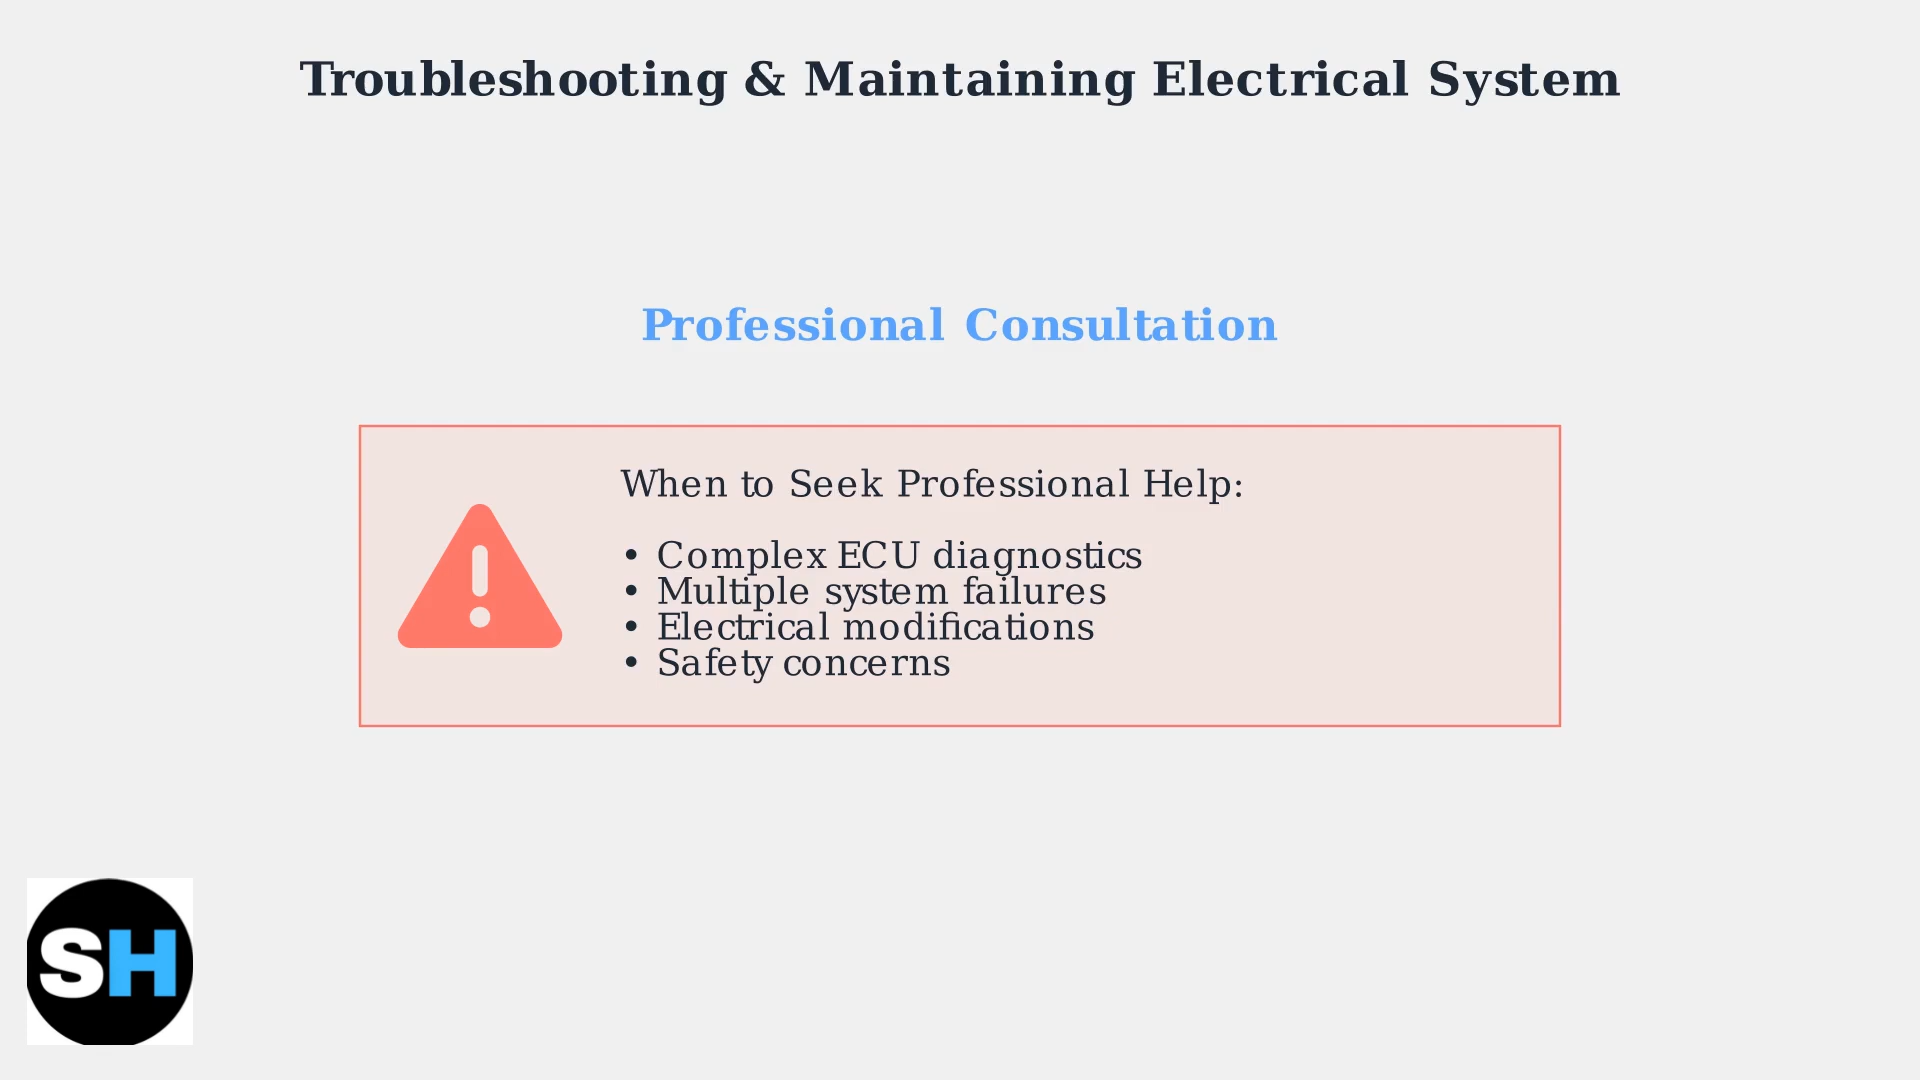 Troubleshooting & Maintaining Electrical System
Professional Consultation
When to Seek Professional Help:
• Complex ECU diagnostics
• Multiple system failures
• Electrical modifications
• Safety concerns
SH